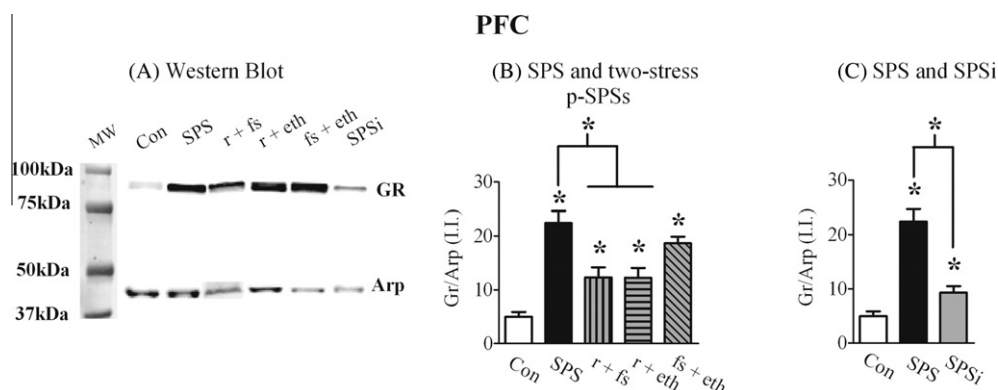 PFC
(A) Western Blot
MW
Con
SPS
r + fs
r + eth
fs + eth
SPSi
100kDa
75kDa
50kDa
37kDa
GR
Arp
(B) SPS and two-stress
p-SPSs
*
*
*
*
*
Gr/Arp (I.I.)
30
20
10
0
Con
SPS
r + fs
r + eth
fs + eth
(C) SPS and SPSi
*
*
*
Gr/Arp (I.I.)
30
20
10
0
Con
SPS
SPSi